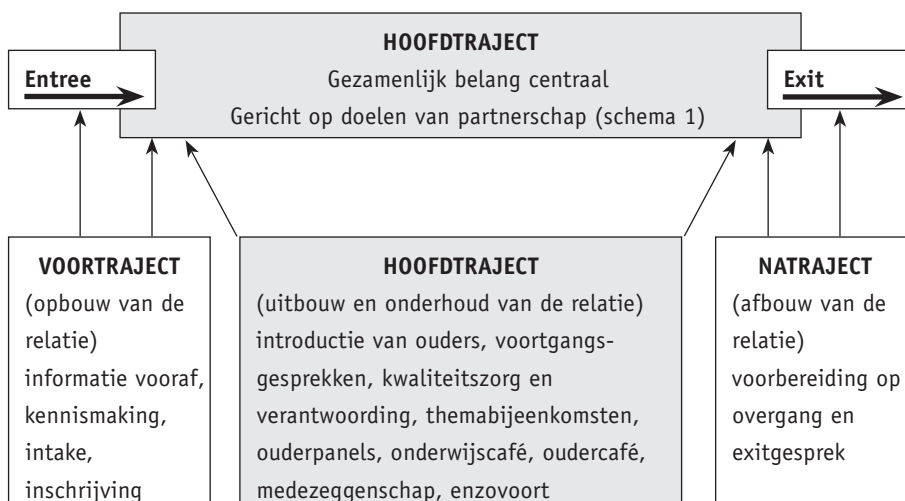 HOOFDTRAJECT
Gezamenlijk belang centraal
Gericht op doelen van partnerschap (schema 1)
Entree
Exit
VOORTRAJECT
(opbouw van de
relatie)
informatie vooraf,
kennismaking,
intake,
inschrijving
HOOFDTRAJECT
(uitbouw en onderhoud van de relatie)
introductie van ouders, voortgangs-
gesprekken, kwaliteitszorg en
verantwoording, themabijeenkomsten,
ouderpanels, onderwijscafé, oudercafé,
medezeggenschap, enzovoort
NATRAJECT
(afbouw van de
relatie)
voorbereiding op
overgang en
exitgesprek